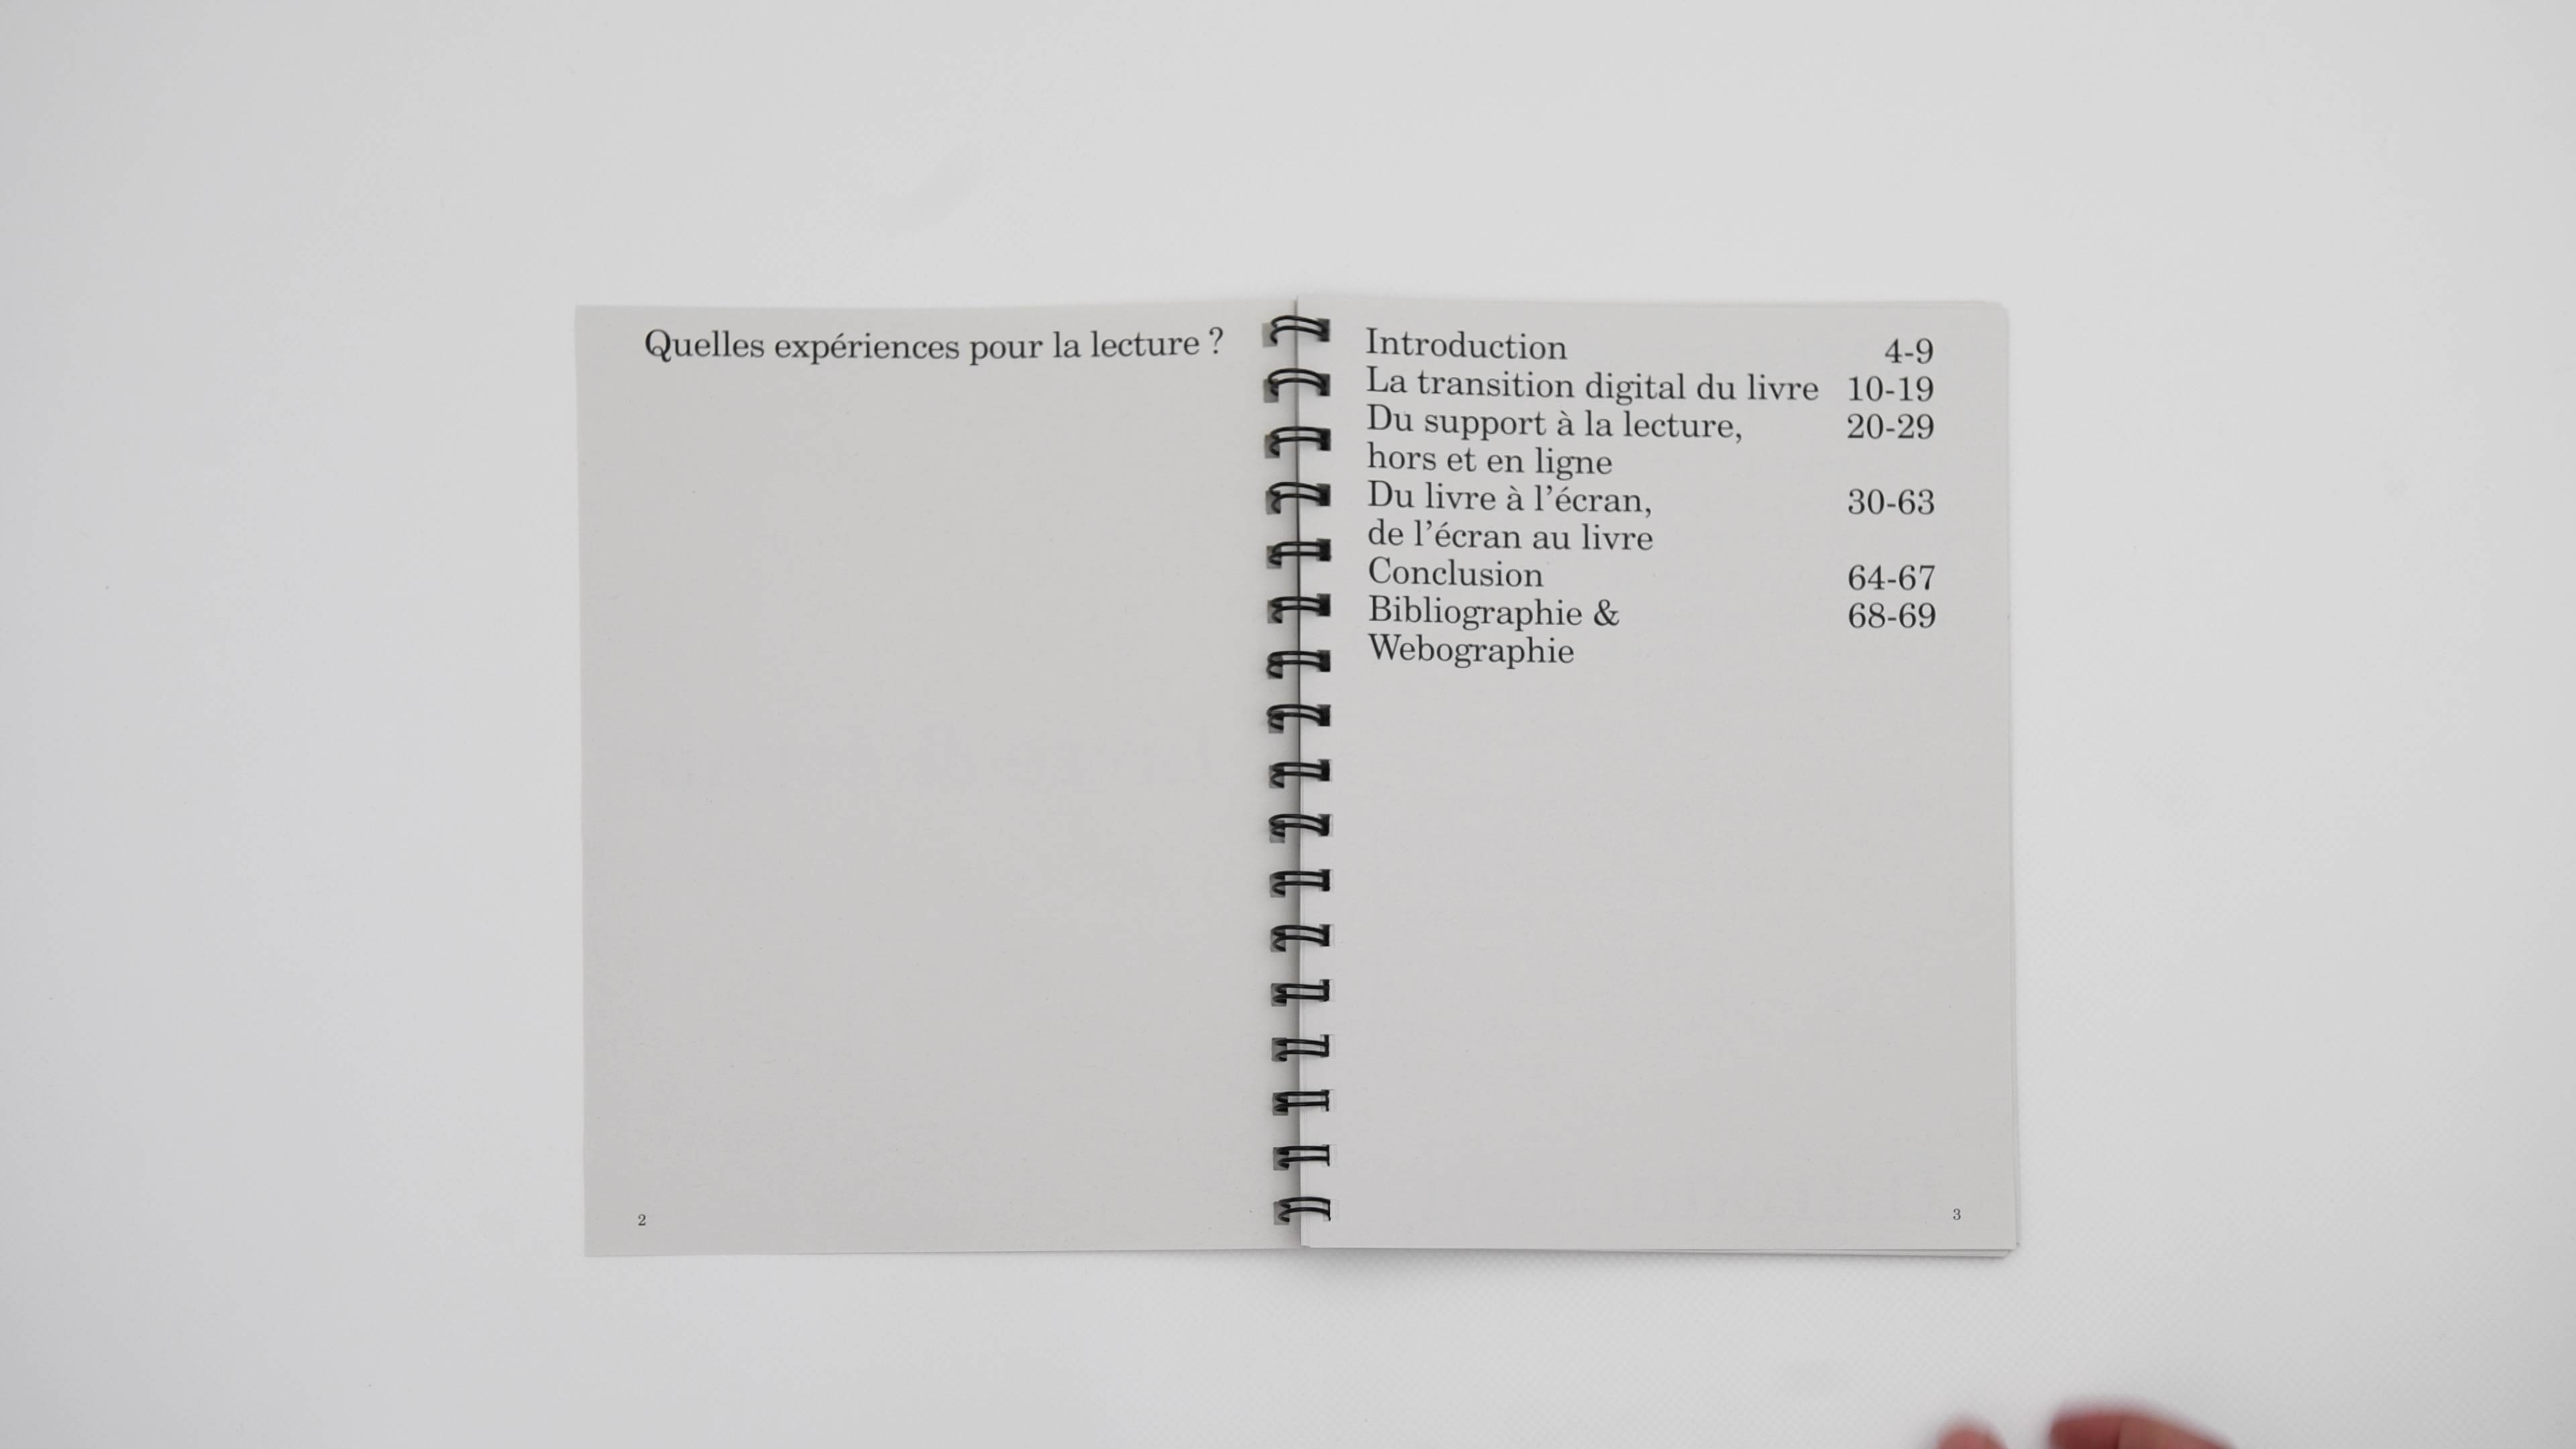 Quelles expériences pour la lecture ?
2
Introduction 4-9
La transition digital du livre 10-19
Du support à la lecture, 20-29
hors et en ligne
Du livre à l’écran, 30-63
de l’écran au livre
Conclusion 64-67
Bibliographie & 68-69
Webographie
3